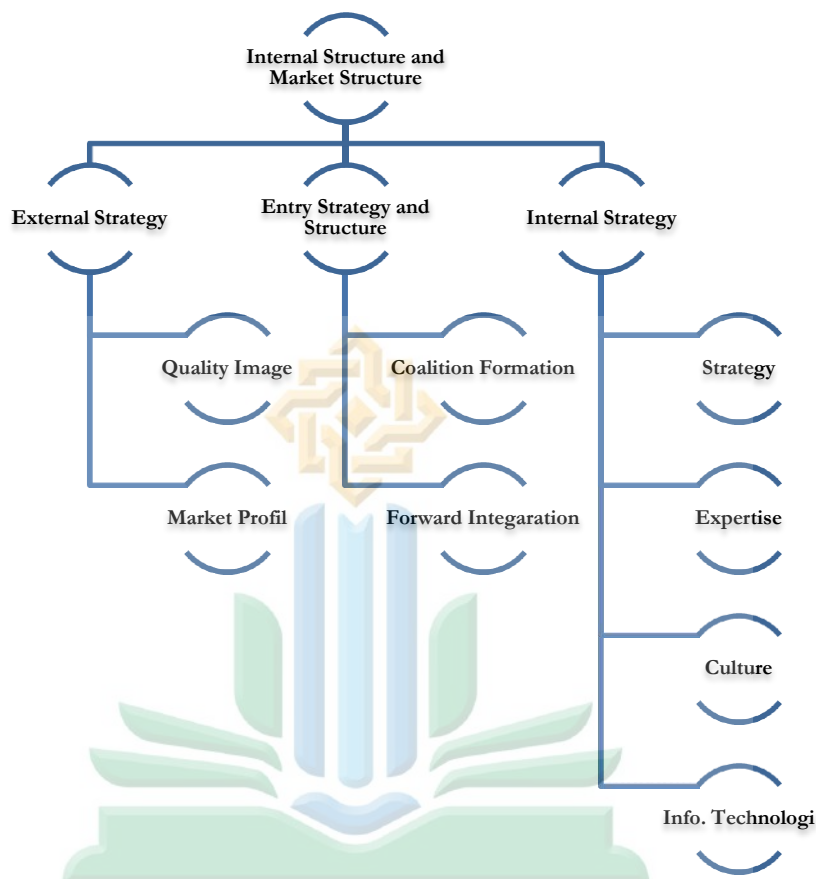 Internal Structure and
Market Structure
External Strategy
Entry Strategy and
Structure
Internal Strategy
Quality Image
Coalition Formation
Strategy
Market Profil
Forward Integaration
Expertise
Culture
Info. Technologi